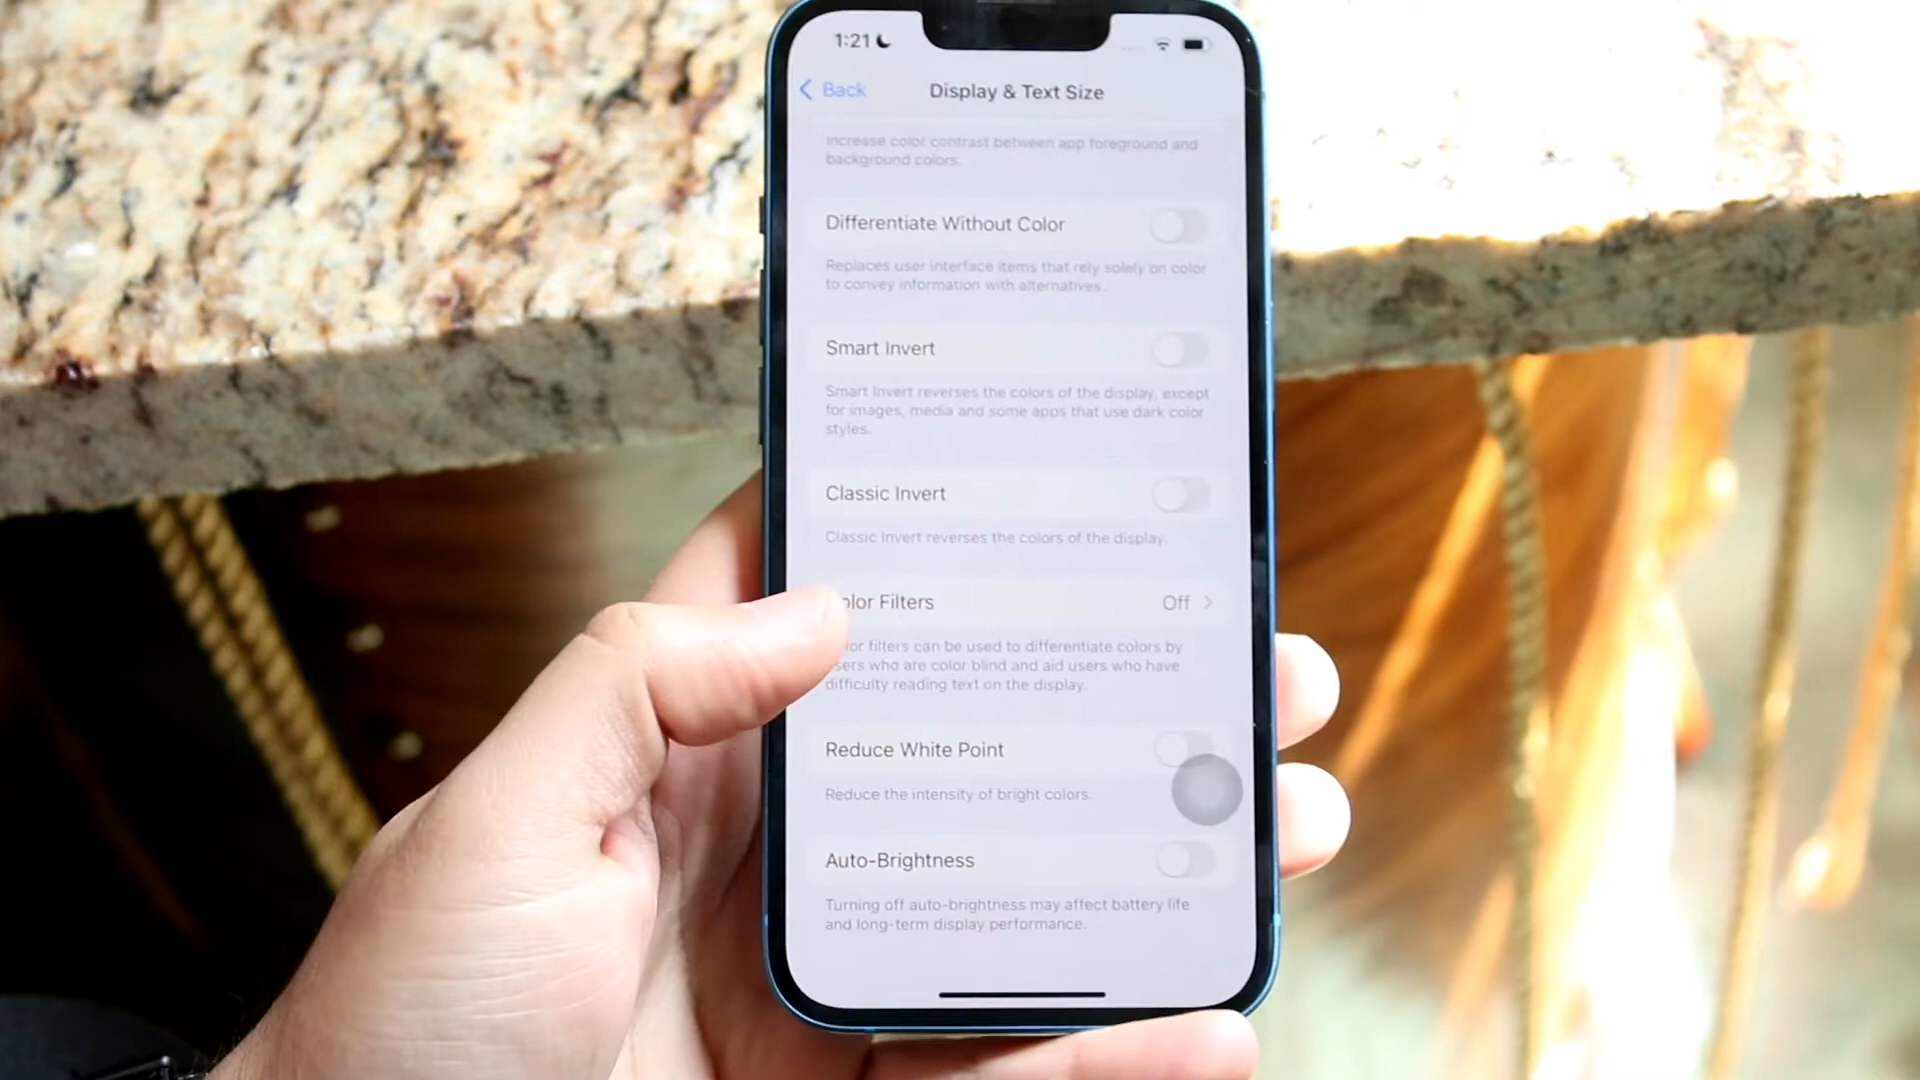 1:21
Back
Display & Text Size
Increase color contrast between app foreground and
background colors.
Differentiate Without Color
Replaces user interface items that rely solely on color
to convey information with alternatives.
Smart Invert
Smart Invert reverses the colors of the display, except
for images, media and some apps that use dark color
styles.
Classic Invert
Classic Invert reverses the colors of the display.
olor Filters Off
or filters can be used to differentiate colors by
sers who are color blind and aid users who have
difficulty reading text on the display.
Reduce White Point
Reduce the intensity of bright colors.
Auto-Brightness
Turning off auto-brightness may affect battery life
and long-term display performance.